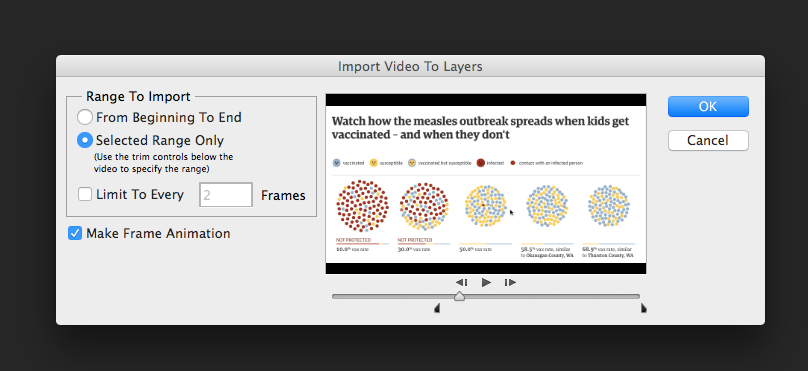 Import Video To Layers
Range To Import
From Beginning To End
Selected Range Only
(Use the trim controls below the
video to specify the range)
Limit To Every 2 Frames
Make Frame Animation
Watch how the measles outbreak spreads when kids get
vaccinated – and when they don't
vaccinated susceptible vaccinated but susceptible infected contact with an infected person
NOT PROTECTED NOT PROTECTED
10.0% vax rate 30.0% vax rate 50.0% vax rate 58.5% vax rate, similar 68.9% vax rate, similar
to Okanogan County, WA to Thurston County, WA
OK
Cancel